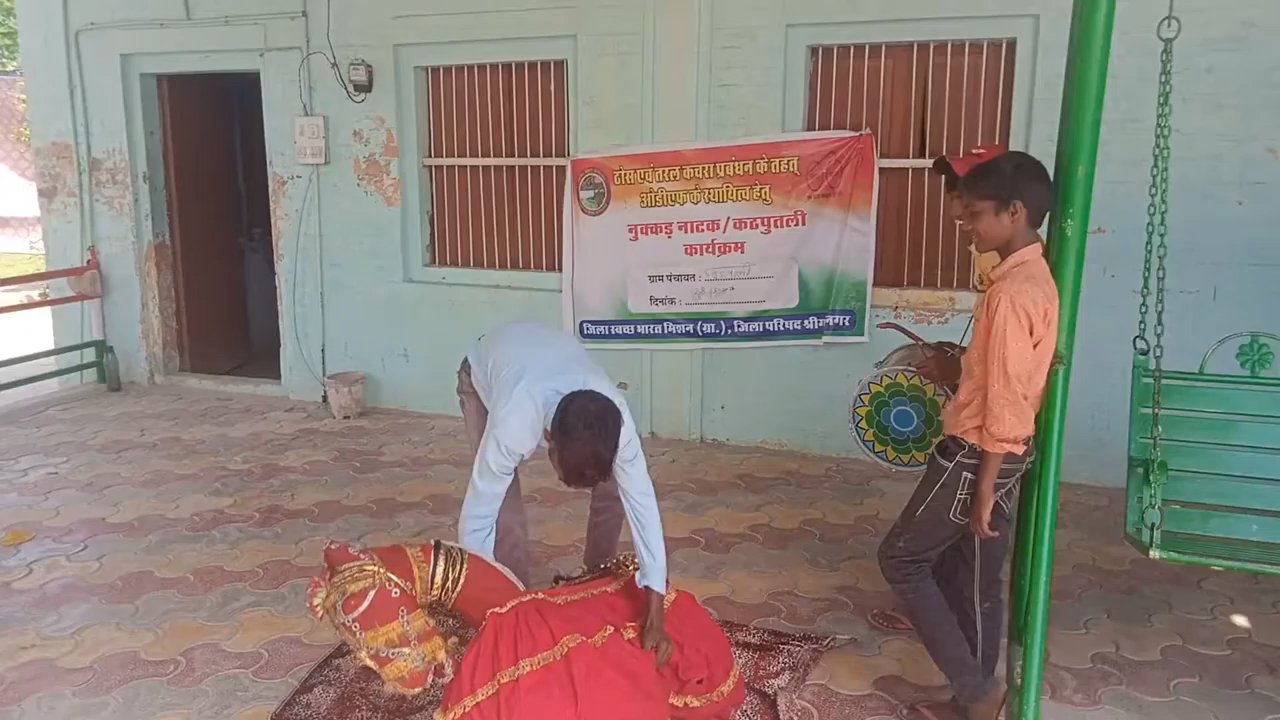 ठोस एवं तरल कचरा प्रबंधन के तहत्
ओडीएफ के स्थायित्व हेतु
नुक्कड़ नाटक/कठपुतली
कार्यक्रम
ग्राम पंचायत :
दिनांक :
जिला स्वच्छ भारत मिशन (ग्रा.), जिला परिषद श्रीगंगानगर